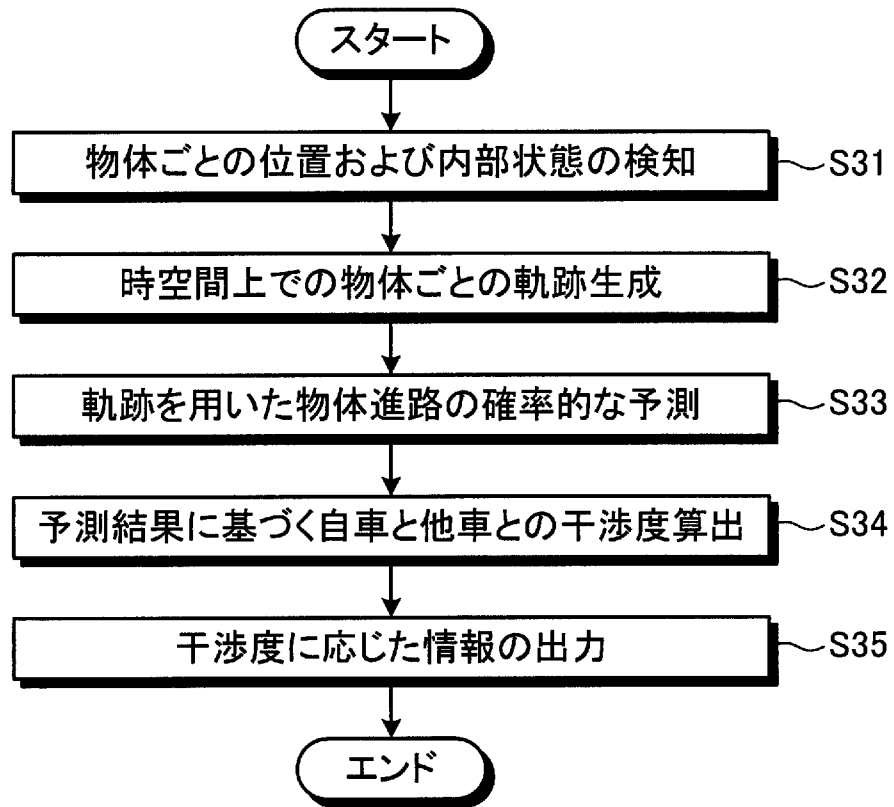 スタート
物体ごとの位置および内部状態の検知
S31
時空間上での物体ごとの軌跡生成
S32
軌跡を用いた物体進路の確率的な予測
S33
予測結果に基づく自車と他車との干渉度算出
S34
干渉度に応じた情報の出力
S35
エンド